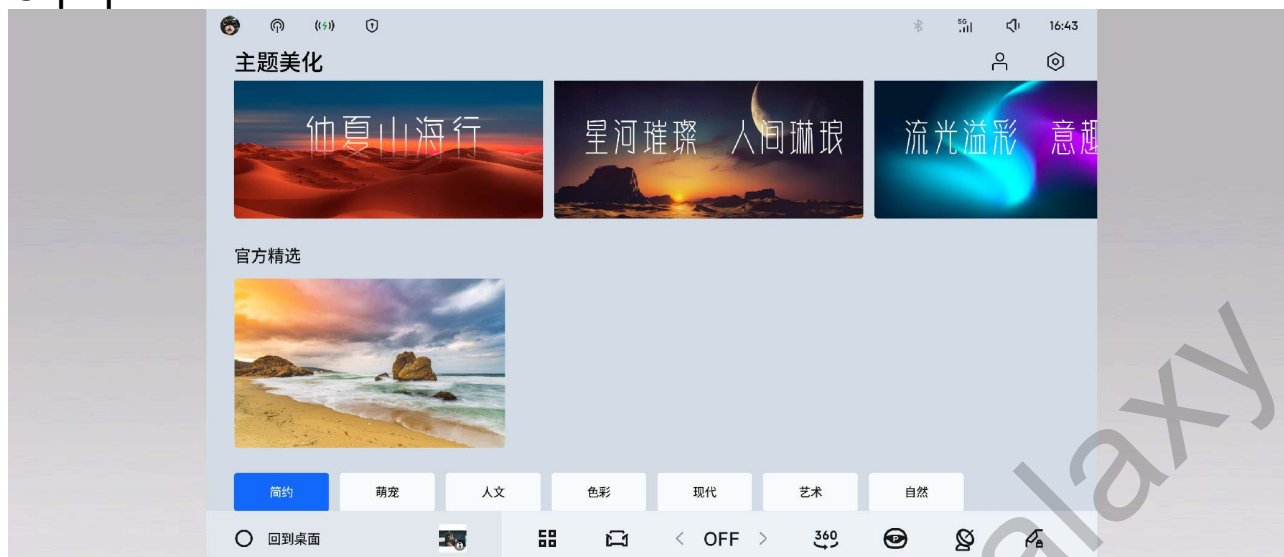 5G
16:43
主题美化
仲夏山海行
星河璀璨 人间琳琅
流光溢彩 意趣
官方精选
简约 萌宠 人文 色彩 现代 艺术 自然
回到桌面
< OFF >
360
alaxy